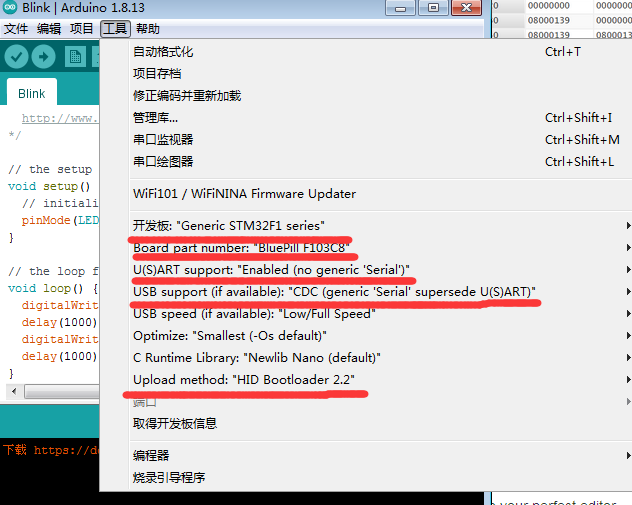 Blink | Arduino 1.8.13
文件 编辑 项目 工具 帮助
Blink
http://www.
*/
// the setup
void setup()
// initiali
pinMode(LED
}
// the loop f
void loop() {
digitalWrit
delay(1000)
digitalWrit
delay(1000)
}
下载 https://do
自动格式化 Ctrl+T
项目存档
修正编码并重新加载
管理库... Ctrl+Shift+I
串口监视器 Ctrl+Shift+M
串口绘图器 Ctrl+Shift+L
WiFi101 / WiFiNINA Firmware Updater
开发板: "Generic STM32F1 series"
Board part number: "BluePill F103C8"
U(S)ART support: "Enabled (no generic 'Serial')"
USB support (if available): "CDC (generic 'Serial' supersede U(S)ART)"
USB speed (if available): "Low/Full Speed"
Optimize: "Smallest (-Os default)"
C Runtime Library: "Newlib Nano (default)"
Upload method: "HID Bootloader 2.2"
端口
取得开发板信息
编程器
烧录引导程序
00000000 0000000
08000139 0000000
08000139 0800139
your perfect editor